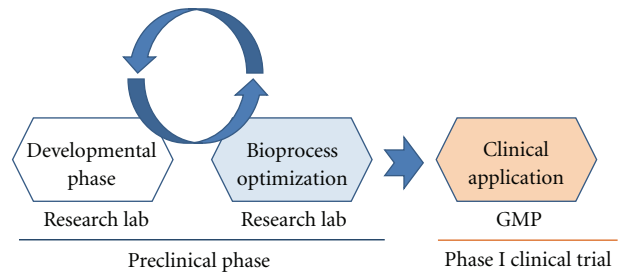 Developmental
phase
Bioprocess
optimization
Clinical
application
Research lab
Research lab
GMP
Preclinical phase
Phase I clinical trial